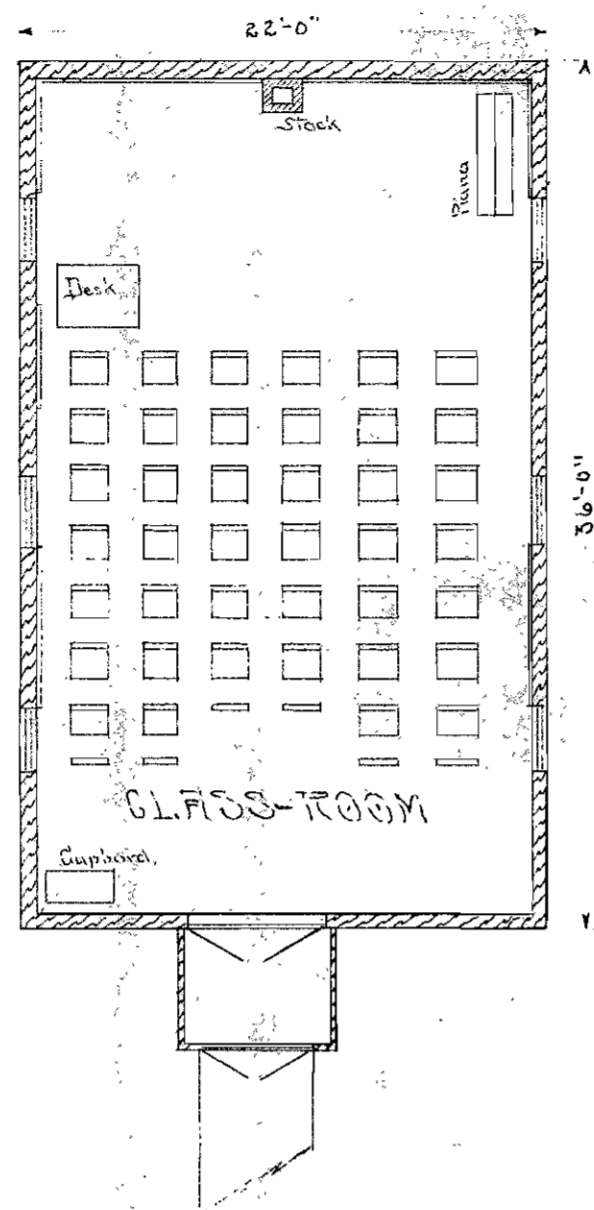 22'-0"
Stack
Piano
Desk
36'-0"
CLASS-ROOM
Cupboard.